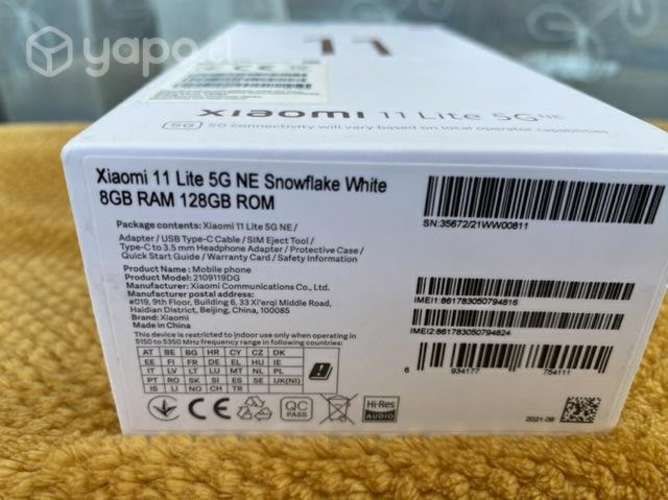 yapo.cl
11
xiaomi 11 Lite 5G NE
5G 5G connectivity will vary based on local operator capabilities
Xiaomi 11 Lite 5G NE Snowflake White
8GB RAM 128GB ROM
Package contents: Xiaomi 11 Lite 5G NE /
Adapter / USB Type-C Cable / SIM Eject Tool /
Type-C to 3.5 mm Headphone Adapter / Protective Case /
Quick Start Guide / Warranty Card / Safety Information
Product Name: Mobile phone
Product Model: 2109119DG
Manufacturer: Xiaomi Communications Co., Ltd.
Manufacturer postal address:
#019, 9th Floor, Building 6, 33 Xi'erqi Middle Road,
Haidian District, Beijing, China, 100085
Brand: Xiaomi
Made in China
This device is restricted to indoor use only when operating in
5150 to 5350 MHz frequency range in following countries:
AT BE BG HR CY CZ DK
EE FI FR DE EL HU IE
IT LV LT LU MT NL PL
PT RO SK SI ES SE UK(NI)
IS LI NO CH TR
CE
QC
PASS
Hi-Res
AUDIO
SN:35672/21WW00811
IMEI1:861783050794816
IMEI2:861783050794824
6 934177 754111
2021-09